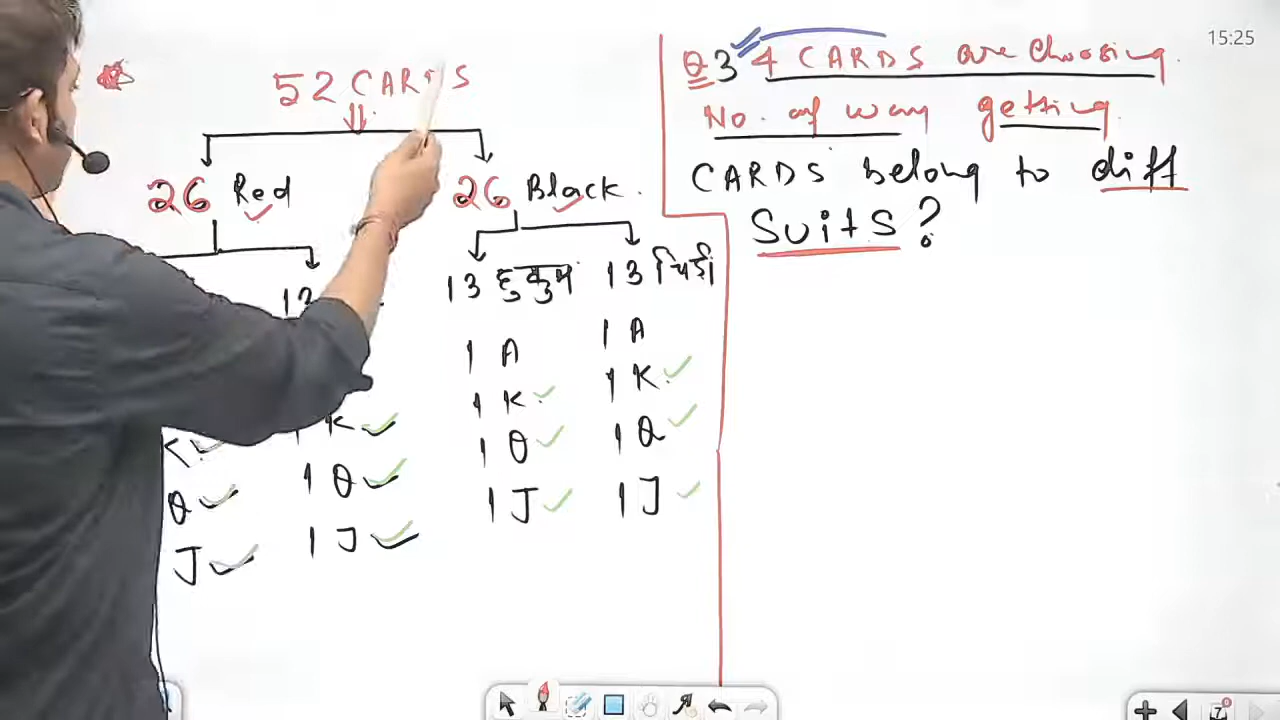 52 CARDS
26 Red
26 Black.
13 हुकुम
13 चिड़ी
1 A
1 A
1 K
1 K
1 Q
1 Q
1 J
1 J
K
Q
J
K
1 Q
1 J
Q3 4 CARDS are choosing
No. of way getting
CARDS belong to diff
SUITS?
15:25
7